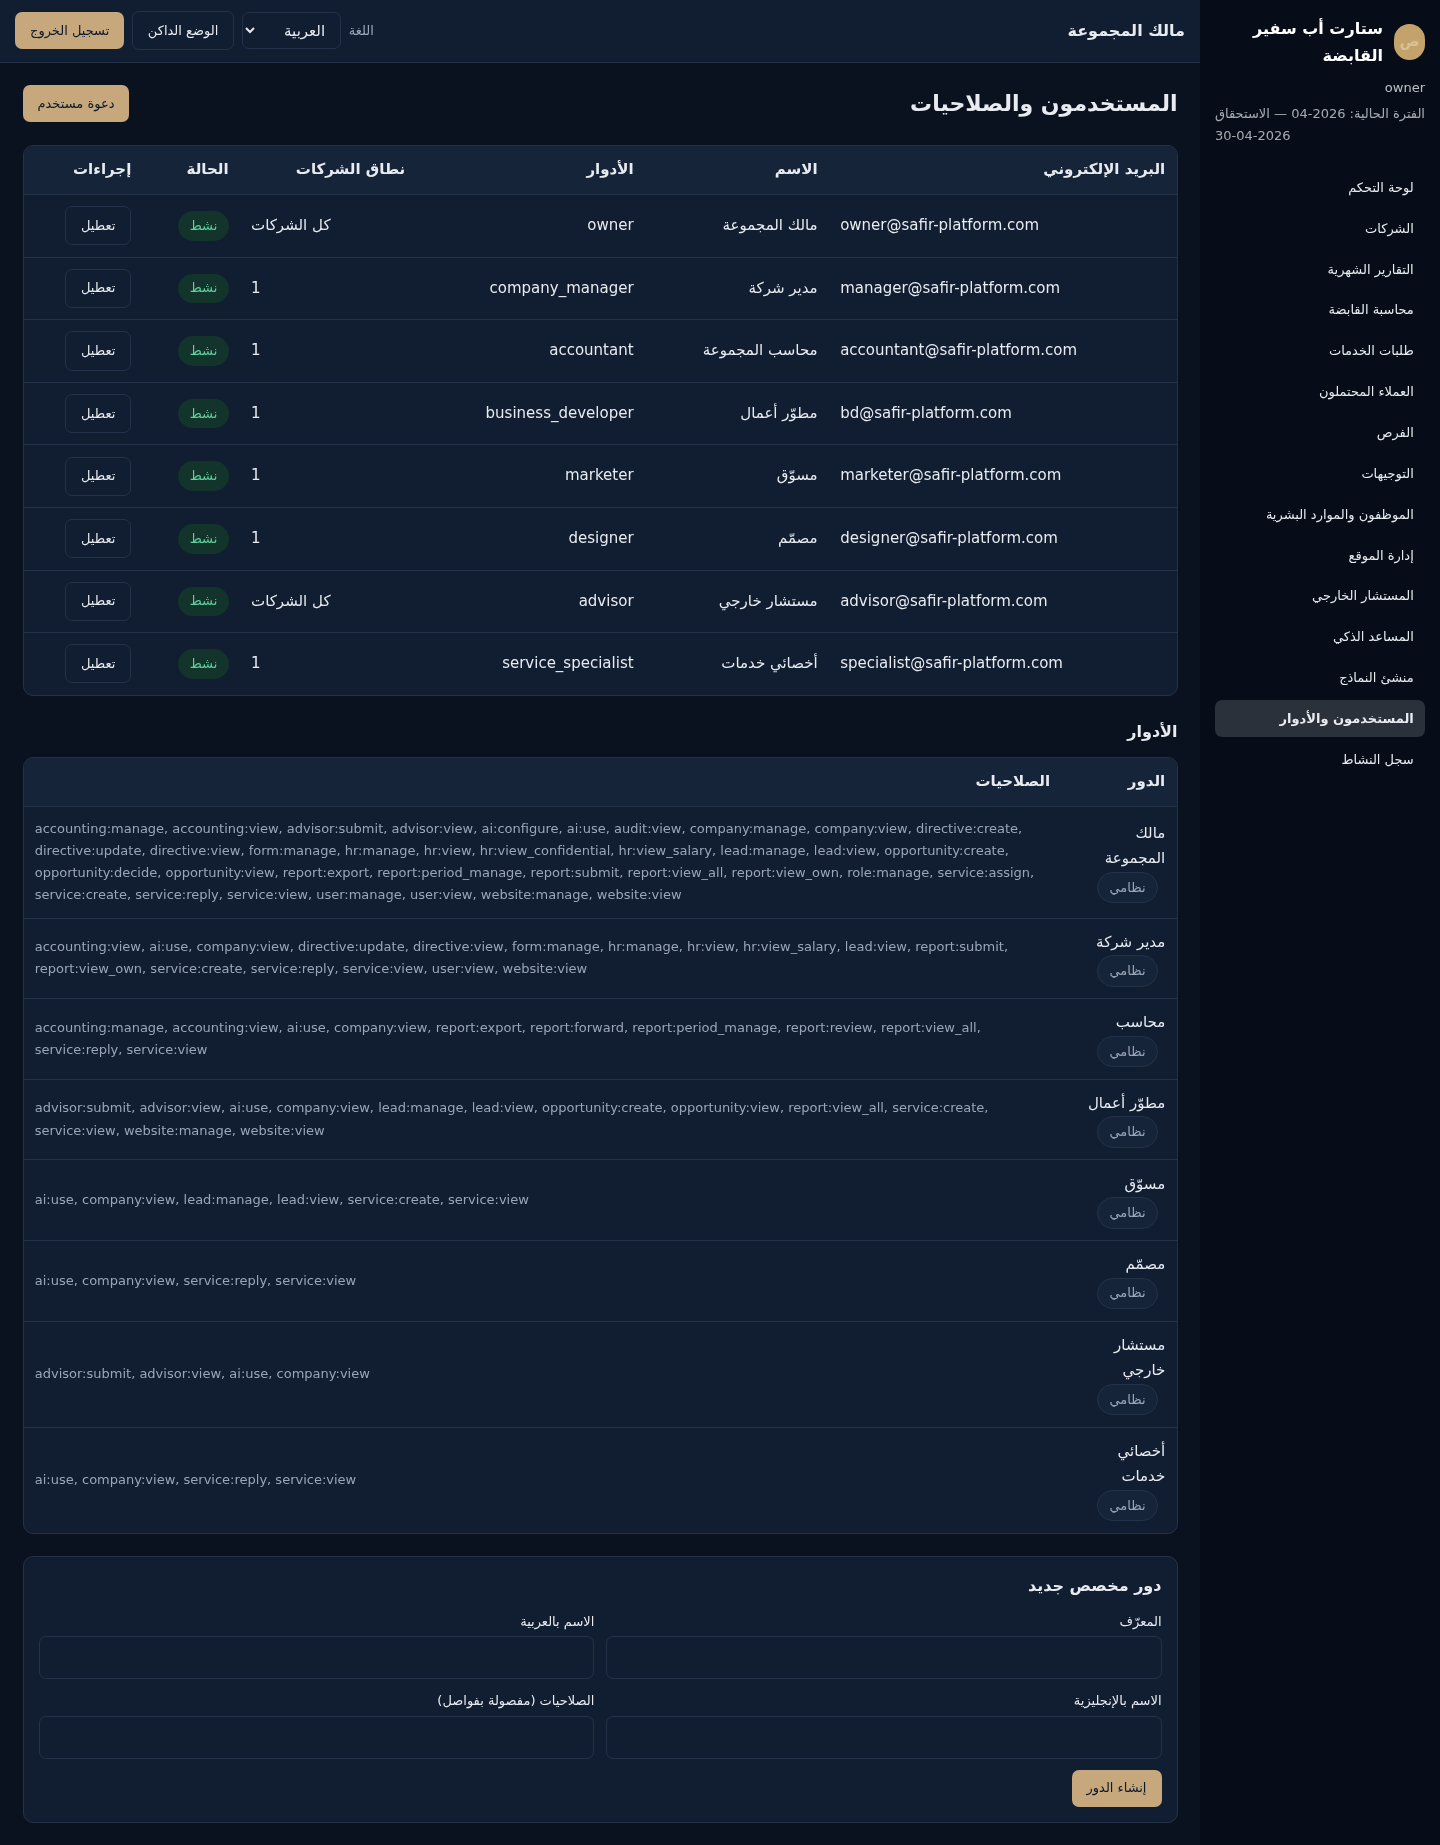 ص
ستارت أب سفير
القابضة
owner
الفترة الحالية: 2026-04 — الاستحقاق
30-04-2026
لوحة التحكم
الشركات
التقارير الشهرية
محاسبة القابضة
طلبات الخدمات
العملاء المحتملون
الفرص
التوجيهات
الموظفون والموارد البشرية
إدارة الموقع
المستشار الخارجي
المساعد الذكي
منشئ النماذج
المستخدمون والأدوار
سجل النشاط
مالك المجموعة
اللغة
العربية
الوضع الداكن
تسجيل الخروج
المستخدمون والصلاحيات
دعوة مستخدم
البريد الإلكتروني الاسم الأدوار نطاق الشركات الحالة إجراءات
owner@safir-platform.com مالك المجموعة owner كل الشركات نشط تعطيل
manager@safir-platform.com مدير شركة company_manager 1 نشط تعطيل
accountant@safir-platform.com محاسب المجموعة accountant 1 نشط تعطيل
bd@safir-platform.com مطوّر أعمال business_developer 1 نشط تعطيل
marketer@safir-platform.com مسوّق marketer 1 نشط تعطيل
designer@safir-platform.com مصمّم designer 1 نشط تعطيل
advisor@safir-platform.com مستشار خارجي advisor كل الشركات نشط تعطيل
specialist@safir-platform.com أخصائي خدمات service_specialist 1 نشط تعطيل
الأدوار
الدور الصلاحيات
مالك
المجموعة
نظامي
accounting:manage, accounting:view, advisor:submit, advisor:view, ai:configure, ai:use, audit:view, company:manage, company:view, directive:create,
directive:update, directive:view, form:manage, hr:manage, hr:view, hr:view_confidential, hr:view_salary, lead:manage, lead:view, opportunity:create,
opportunity:decide, opportunity:view, report:export, report:period_manage, report:submit, report:view_all, report:view_own, role:manage, service:assign,
service:create, service:reply, service:view, user:manage, user:view, website:manage, website:view
مدير شركة
نظامي
accounting:view, ai:use, company:view, directive:update, directive:view, form:manage, hr:manage, hr:view, hr:view_salary, lead:view, report:submit,
report:view_own, service:create, service:reply, service:view, user:view, website:view
محاسب
نظامي
accounting:manage, accounting:view, ai:use, company:view, report:export, report:forward, report:period_manage, report:review, report:view_all,
service:reply, service:view
مطوّر أعمال
نظامي
advisor:submit, advisor:view, ai:use, company:view, lead:manage, lead:view, opportunity:create, opportunity:view, report:view_all, service:create,
service:view, website:manage, website:view
مسوّق
نظامي
ai:use, company:view, lead:manage, lead:view, service:create, service:view
مصمّم
نظامي
ai:use, company:view, service:reply, service:view
مستشار
خارجي
نظامي
advisor:submit, advisor:view, ai:use, company:view
أخصائي
خدمات
نظامي
ai:use, company:view, service:reply, service:view
دور مخصص جديد
المعرّف
الاسم بالعربية
الاسم بالإنجليزية
الصلاحيات (مفصولة بفواصل)
إنشاء الدور